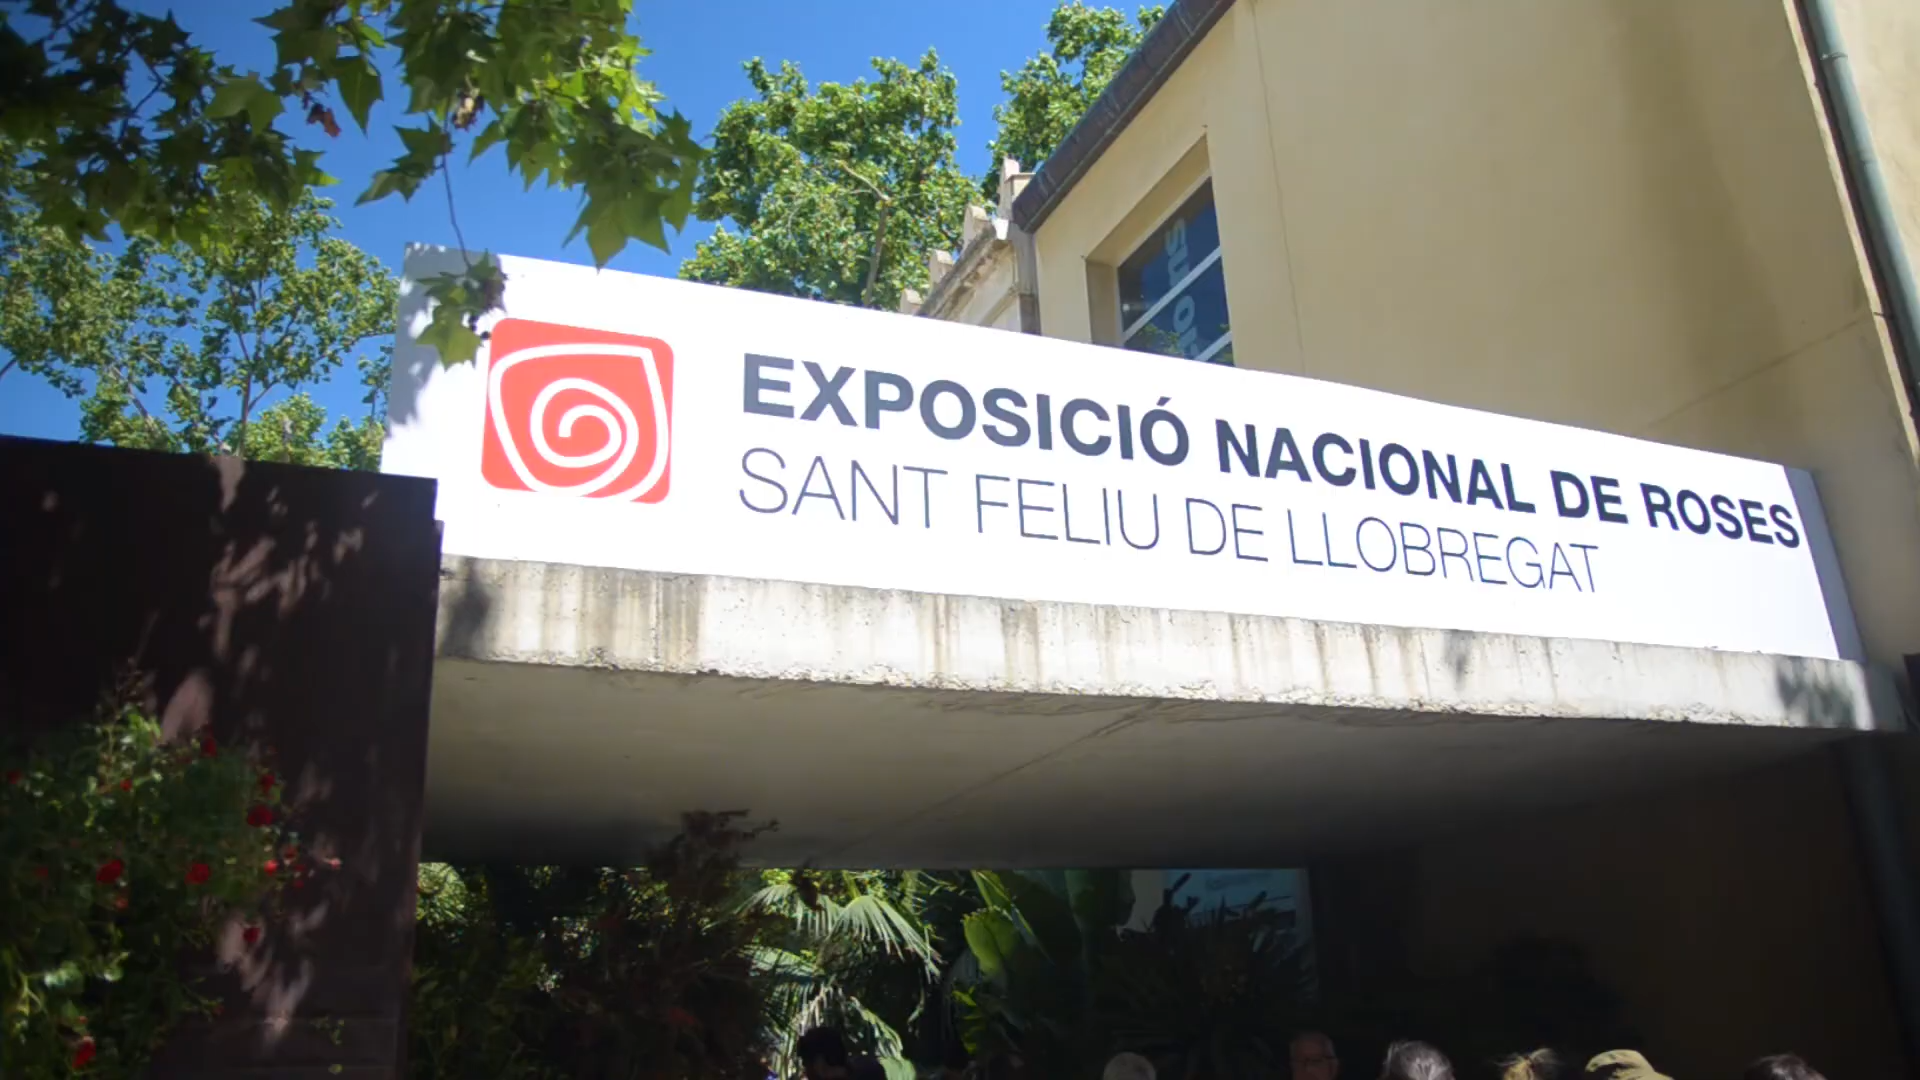 EXPOSICIÓ NACIONAL DE ROSES
SANT FELIU DE LLOBREGAT